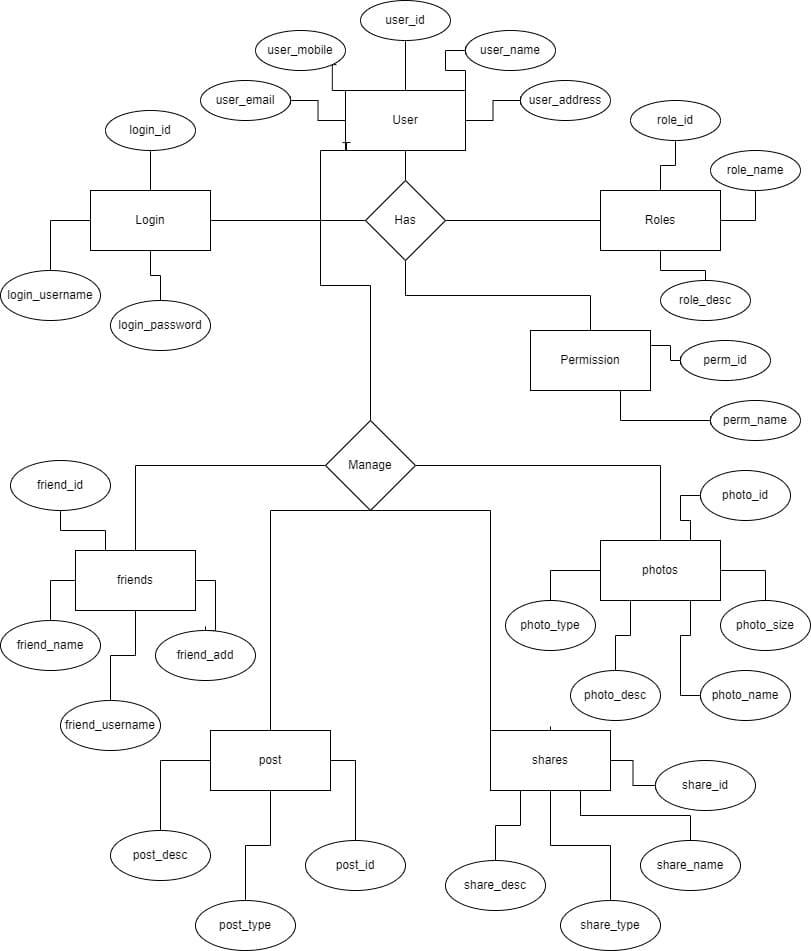 user_id
user_mobile
user_name
user_email
user_address
User
login_id
role_id
role_name
Login
Has
Roles
login_username
role_desc
login_password
Permission
perm_id
perm_name
Manage
friend_id
photo_id
friends
photos
friend_name
friend_add
photo_type
photo_size
photo_desc
photo_name
friend_username
post
shares
share_id
post_desc
post_id
share_name
share_desc
post_type
share_type